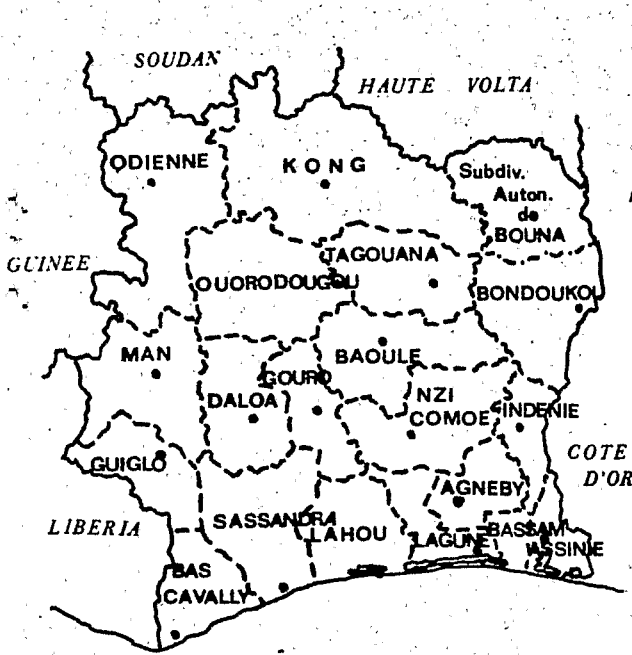 SOUDAN
HAUTE VOLTA
ODIENNE
KONG
Subdiv.
Auton.
de
BOUNA
GUINEE
TAGOUANA
OUORODOUGOU
BONDOUKOU
MAN
BAOULE
GOURO
DALOA
NZI
COMOE
INDENIE
GUIGLO
COTE
D'OR
AGNEBY
LIBERIA
SASSANDRA
LAHOU
LAGUNE
BASSAM
ASSINIE
BAS
CAVALLY